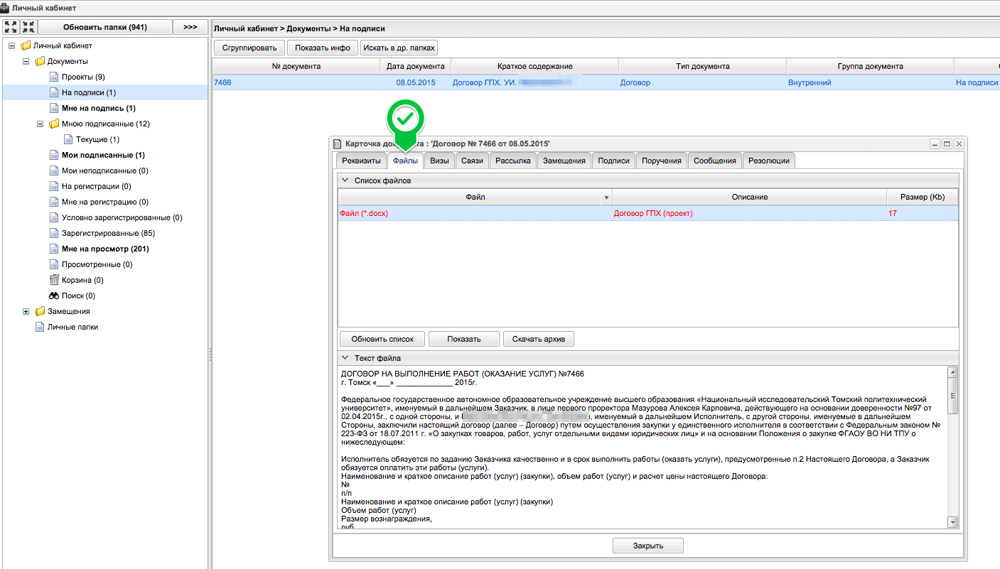 Личный кабинет
Обновить папки (941)
>>>
Личный кабинет
Документы
Проекты (9)
На подписи (1)
Мне на подпись (1)
Мною подписанные (12)
Текущие (1)
Мои подписанные (1)
Мои неподписанные (0)
На регистрации (0)
Мне на регистрацию (0)
Условно зарегистрированные (0)
Зарегистрированные (85)
Мне на просмотр (201)
Просмотренные (0)
Корзина (0)
Поиск (0)
Замещения
Личные папки
Личный кабинет > Документы > На подписи
Сгруппировать Показать инфо Искать в др. папках
№ документа Дата документа Краткое содержание Тип документа Группа документа
7466 08.05.2015 Договор ГПХ. УИ. Договор Внутренний На подписи
Карточка : 'Договор № 7466 от 08.05.2015'
Реквизиты Файлы Визы Связи Рассылка Замещения Подписи Поручения Сообщения Резолюции
Список файлов
Файл Описание Размер (Kb)
Файл (*.docx) Договор ГПХ (проект) 17
Обновить список Показать Скачать архив
Текст файла
ДОГОВОР НА ВЫПОЛНЕНИЕ РАБОТ (ОКАЗАНИЕ УСЛУГ) №7466
г. Томск «___» _____________ 2015г.
Федеральное государственное автономное образовательное учреждение высшего образования «Национальный исследовательский Томский политехнический
университет», именуемый в дальнейшем Заказчик, в лице первого проректора Мазурова Алексея Карповича, действующего на основании доверенности №97 от
02.04.2015г., с одной стороны, и , именуемый в дальнейшем Исполнитель, с другой стороны, именуемые в дальнейшем
Стороны, заключили настоящий договор (далее – Договор) путем осуществления закупки у единственного исполнителя в соответствии с Федеральным законом №
223-ФЗ от 18.07.2011 г. «О закупках товаров, работ, услуг отдельными видами юридических лиц» и на основании Положения о закупке ФГАОУ ВО НИ ТПУ о
нижеследующем:
Исполнитель обязуется по заданию Заказчика качественно и в срок выполнить работы (оказать услуги), предусмотренные п.2 Настоящего Договора, а Заказчик
обязуется оплатить эти работы (услуги).
Наименование и краткое описание работ (услуг) (закупки), объем работ (услуг) и расчет цены настоящего Договора:
№
п/п
Наименование и краткое описание работ (услуг) (закупки)
Объем работ (услуг)
Размер вознаграждения,
руб
Закрыть